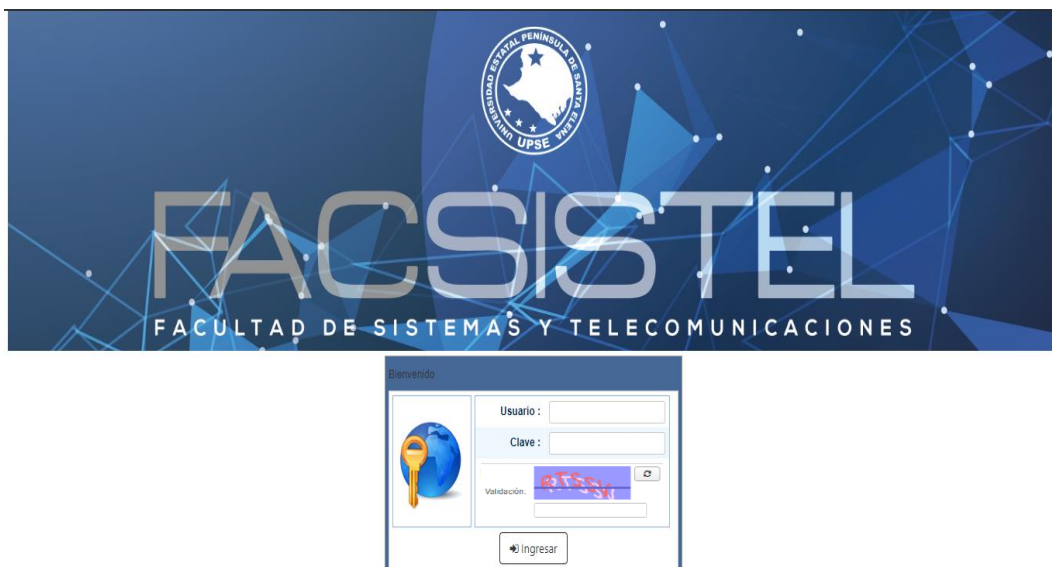 UNIVERSIDAD ESTATAL PENÍNSULA DE SANTA ELENA
UPSE
FACSISTEL
FACULTAD DE SISTEMAS Y TELECOMUNICACIONES
Bienvenido
Usuario :
Clave :
Validación:
Ingresar